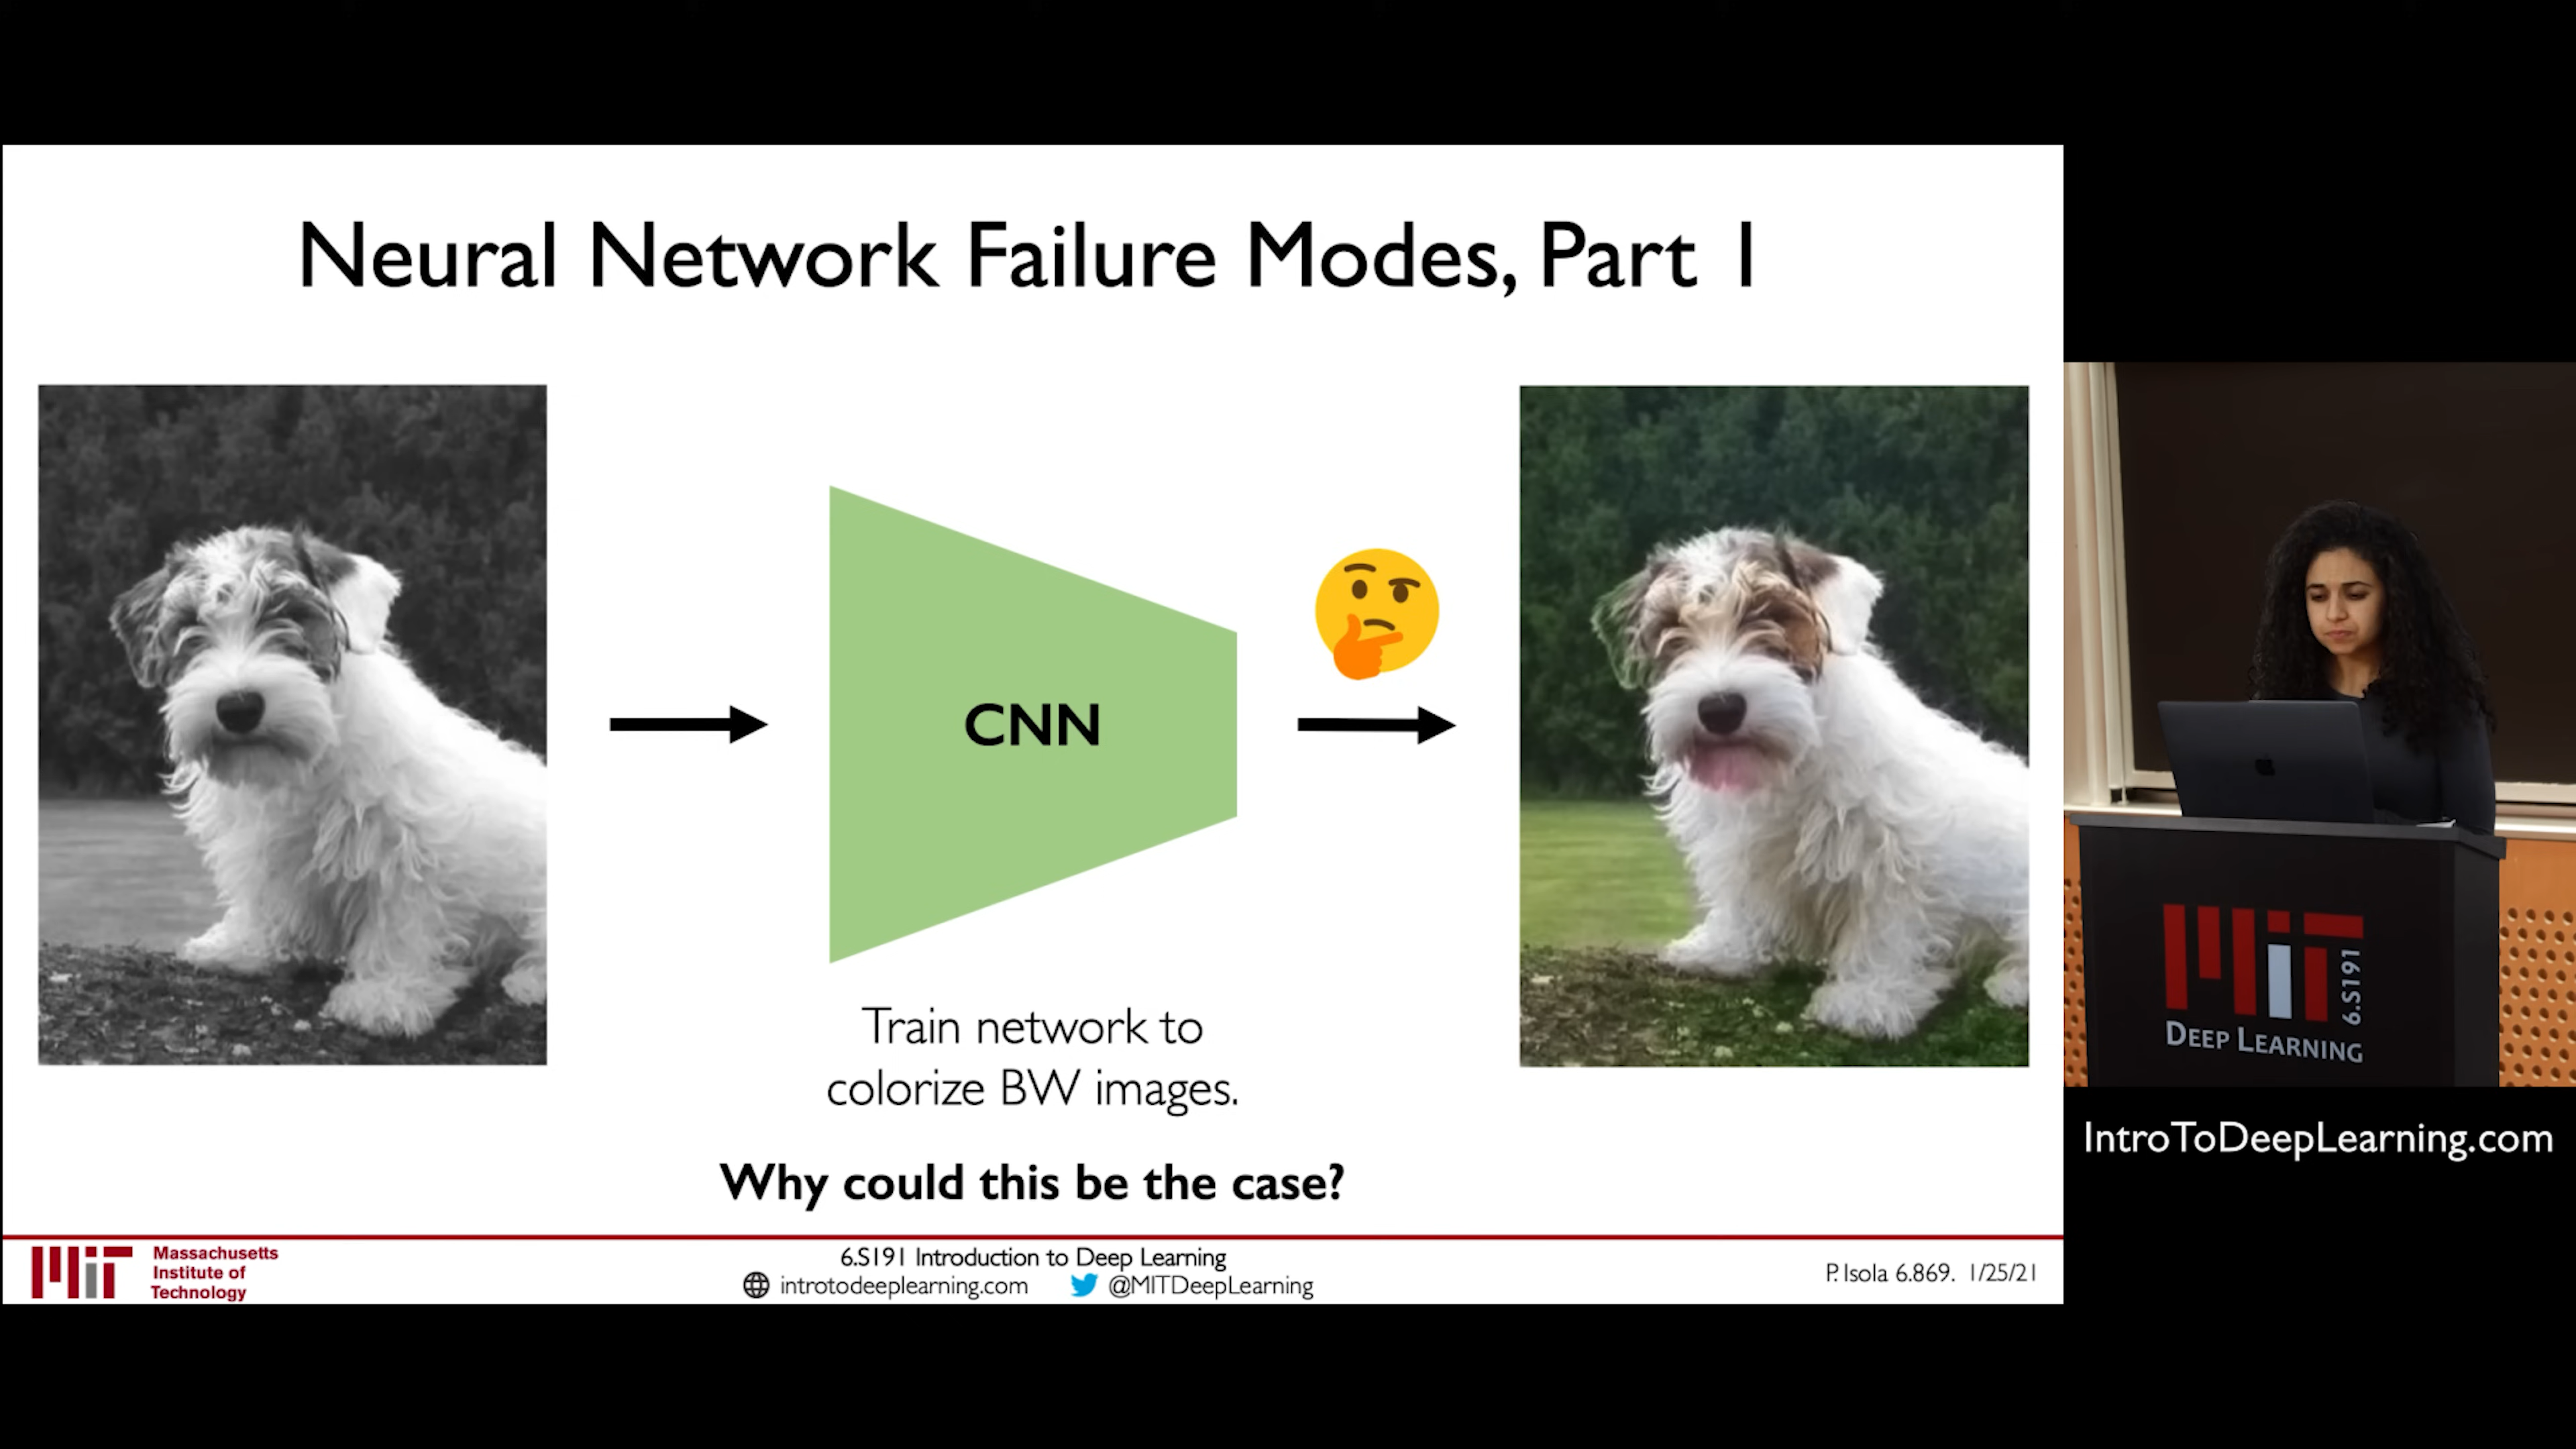 Neural Network Failure Modes, Part 1
CNN
Train network to
colorize BW images.
Why could this be the case?
MIT
Massachusetts
Institute of
Technology
6.S191 Introduction to Deep Learning
introtodeeplearning.com
@MITDeepLearning
P. Isola 6.869. 1/25/21
MIT
6.S191
DEEP LEARNING
IntroToDeepLearning.com